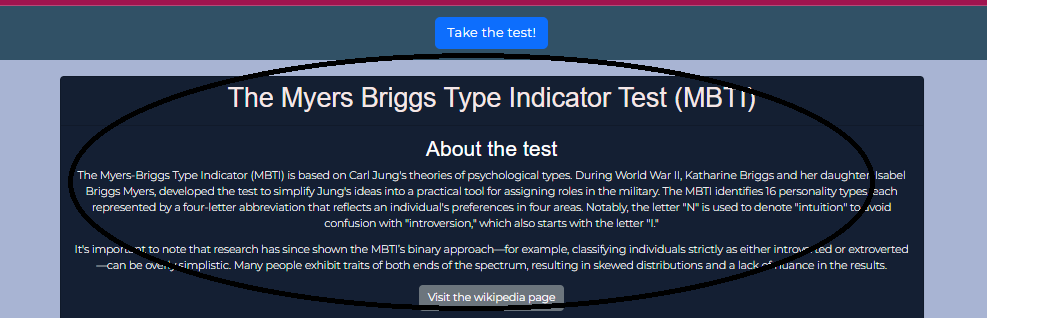 Take the test!
The Myers Briggs Type Indicator Test (MBTI)
About the test
The Myers-Briggs Type Indicator (MBTI) is based on Carl Jung's theories of psychological types. During World War II, Katharine Briggs and her daughter Isabel
Briggs Myers, developed the test to simplify Jung's ideas into a practical tool for assigning roles in the military. The MBTI identifies 16 personality types each
represented by a four-letter abbreviation that reflects an individual's preferences in four areas. Notably, the letter "N" is used to denote "intuition" to avoid
confusion with "introversion," which also starts with the letter "I."
It's important to note that research has since shown the MBTI's binary approach—for example, classifying individuals strictly as either introverted or extroverted
—can be overly simplistic. Many people exhibit traits of both ends of the spectrum, resulting in skewed distributions and a lack of nuance in the results.
Visit the wikipedia page